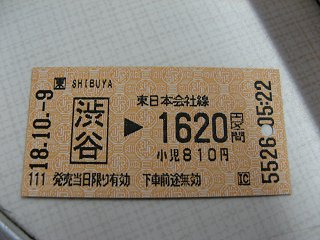 東 SHIBUYA
渋谷
東日本会社線
▶ 1620円区間
小児810円
18.10.-9
111 発売当日限り有効 下車前途無効 IC
5526 05:22